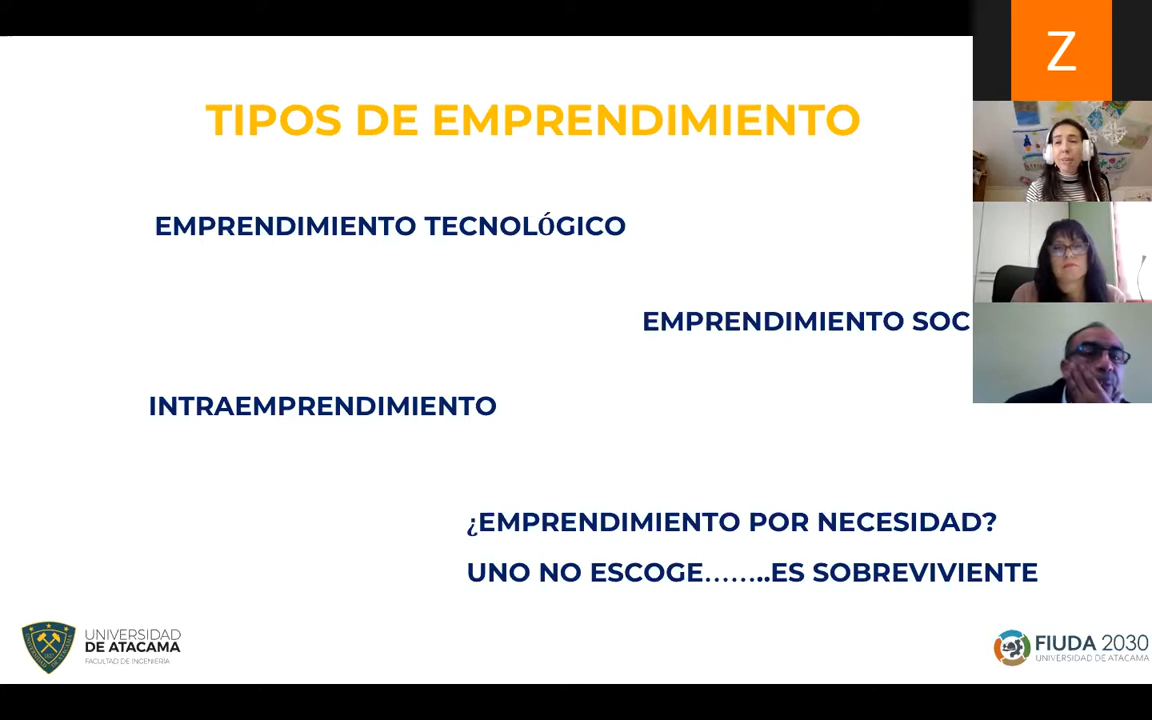 Z
TIPOS DE EMPRENDIMIENTO
EMPRENDIMIENTO TECNOLÓGICO
EMPRENDIMIENTO SOC
INTRAEMPRENDIMIENTO
¿EMPRENDIMIENTO POR NECESIDAD?
UNO NO ESCOGE……..ES SOBREVIVIENTE
UNIVERSIDAD
DE ATACAMA
FACULTAD DE INGENIERÍA
FIUDA 2030
UNIVERSIDAD DE ATACAMA